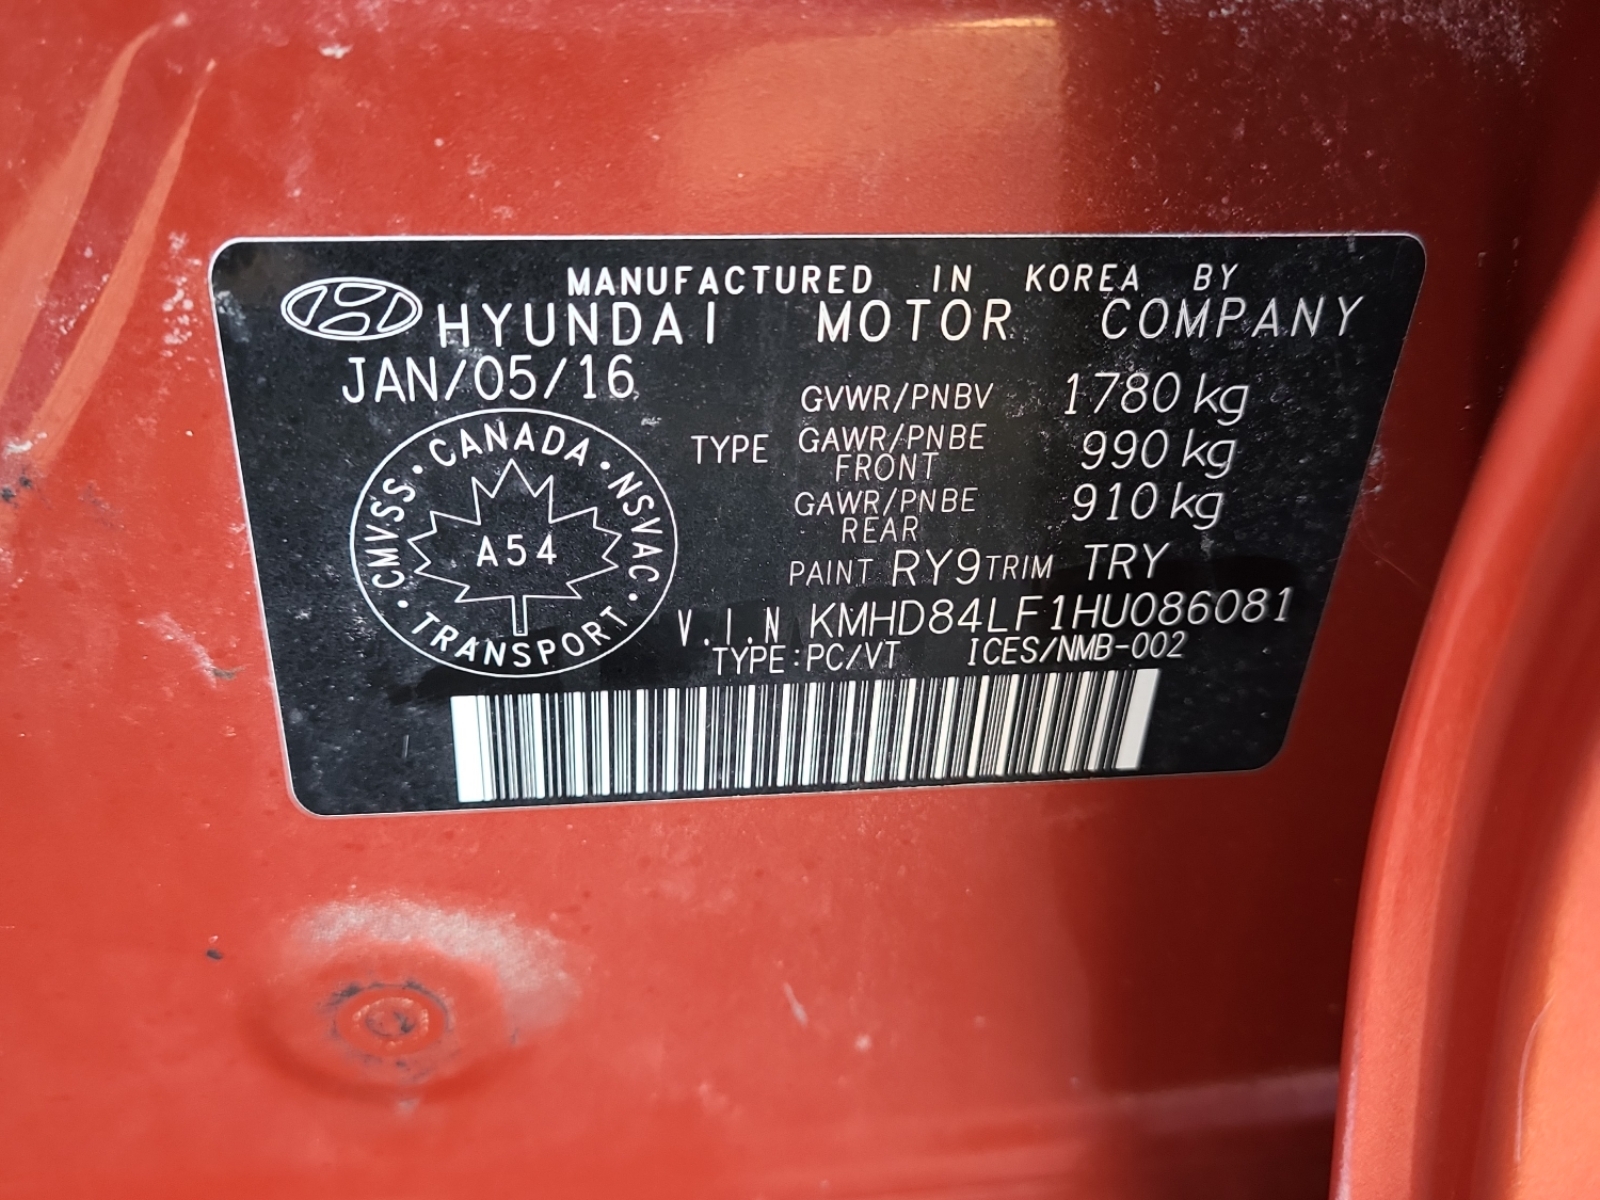 MANUFACTURED IN KOREA BY
HYUNDAI MOTOR COMPANY
JAN/05/16
GVWR/PNBV 1780 kg
TYPE GAWR/PNBE FRONT 990 kg
GAWR/PNBE REAR 910 kg
PAINT RY9 TRIM TRY
V.I.N KMHD84LF1HU086081
TYPE:PC/VT ICES/NMB-002
CANADA · NSVAC · TRANSPORT · CMVSS ·
A54